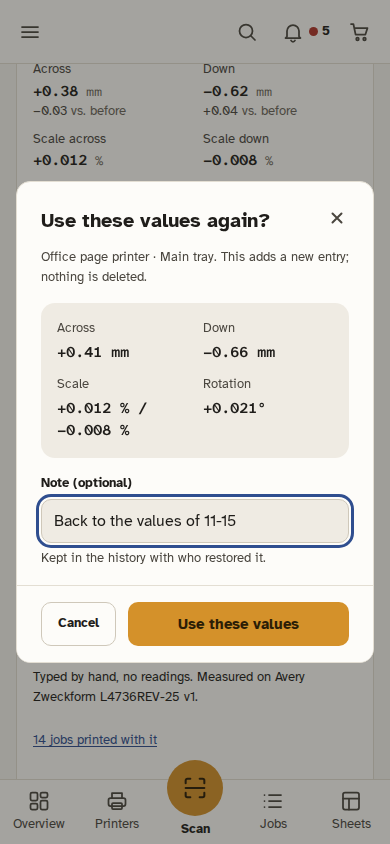 5
Across
Down
+0.38 mm
−0.62 mm
−0.03 vs. before
+0.04 vs. before
Scale across
Scale down
+0.012 %
−0.008 %
Use these values again?
Office page printer · Main tray. This adds a new entry;
nothing is deleted.
Across
Down
+0.41 mm
−0.66 mm
Scale
Rotation
+0.012 % /
−0.008 %
+0.021°
Note (optional)
Back to the values of 11-15
Kept in the history with who restored it.
Cancel
Use these values
Typed by hand, no readings. Measured on Avery
Zweckform L4736REV-25 v1.
14 jobs printed with it
Overview
Printers
Scan
Jobs
Sheets